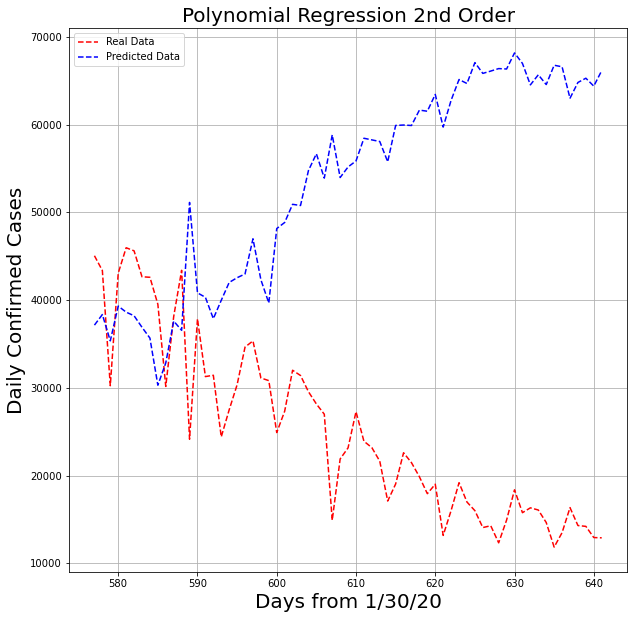 Polynomial Regression 2nd Order
Real Data
Predicted Data
70000
60000
50000
40000
30000
20000
10000
Daily Confirmed Cases
580 590 600 610 620 630 640
Days from 1/30/20